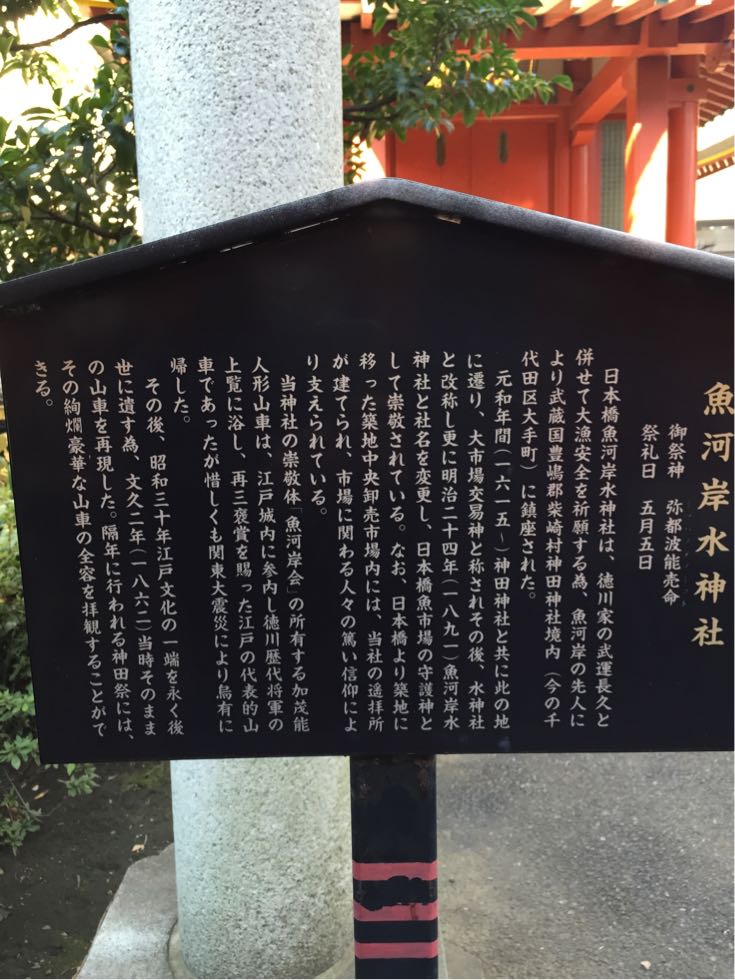 魚河岸水神社
御祭神　弥都波能売命
祭礼日　五月五日
日本橋魚河岸水神社は、徳川家の武運長久と
併せて大漁安全を祈願する為、魚河岸の先人に
より武蔵国豊嶋郡柴崎村神田神社境内（今の千
代田区大手町）に鎮座された。
元和年間（一六一五〜）神田神社と共に此の地
に遷り、大市場交易神と称されその後、水神社
と改称し更に明治二十四年（一八九一）魚河岸水
神社と社名を変更し、日本橋魚市場の守護神と
して崇敬されている。なお、日本橋より築地に
移った築地中央卸売市場内には、当社の遥拝所
が建てられ、市場に関わる人々の篤い信仰によ
り支えられている。
当神社の崇敬体「魚河岸会」の所有する加茂能
人形山車は、江戸城内に参内し徳川歴代将軍の
上覧に浴し、再三褒賞を賜った江戸の代表的山
車であったが惜しくも関東大震災により烏有に
帰した。
その後、昭和三十年江戸文化の一端を永く後
世に遺す為、文久二年（一八六二）当時そのまま
の山車を再現した。隔年に行われる神田祭には、
その絢爛豪華な山車の全容を拝観することがで
きる。